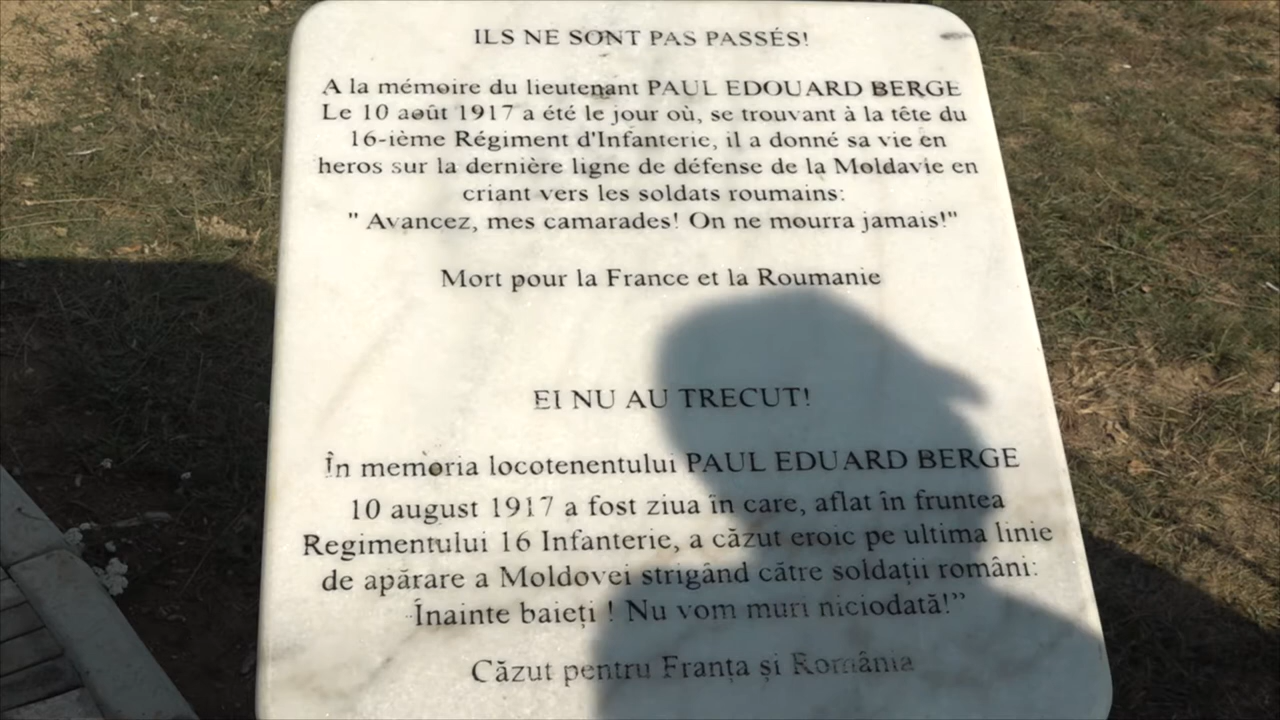 ILS NE SONT PAS PASSÉS!
A la mémoire du lieutenant PAUL EDOUARD BERGE
Le 10 août 1917 a été le jour où, se trouvant à la tête du
16-ième Régiment d'Infanterie, il a donné sa vie en
heros sur la dernière ligne de défense de la Moldavie en
criant vers les soldats roumains:
" Avancez, mes camarades! On ne mourra jamais!"
Mort pour la France et la Roumanie
EI NU AU TRECUT!
În memoria locotenentului PAUL EDUARD BERGE
10 august 1917 a fost ziua în care, aflat în fruntea
Regimentului 16 Infanterie, a căzut eroic pe ultima linie
de apărare a Moldovei strigând către soldații români:
Înainte baieți ! Nu vom muri niciodată!”
Căzut pentru Franța și România